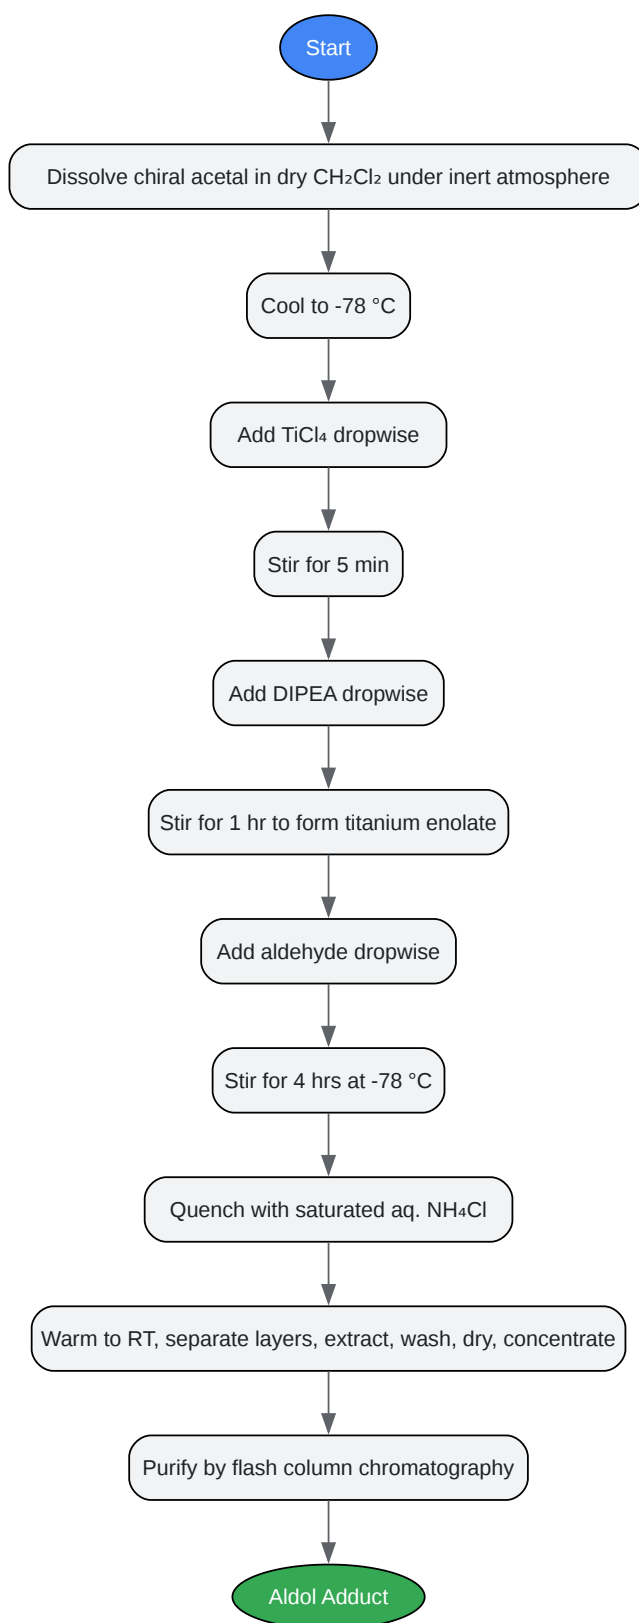 Start
Dissolve chiral acetal in dry CH₂Cl₂ under inert atmosphere
Cool to -78 °C
Add TiCl₄ dropwise
Stir for 5 min
Add DIPEA dropwise
Stir for 1 hr to form titanium enolate
Add aldehyde dropwise
Stir for 4 hrs at -78 °C
Quench with saturated aq. NH₄Cl
Warm to RT, separate layers, extract, wash, dry, concentrate
Purify by flash column chromatography
Aldol Adduct